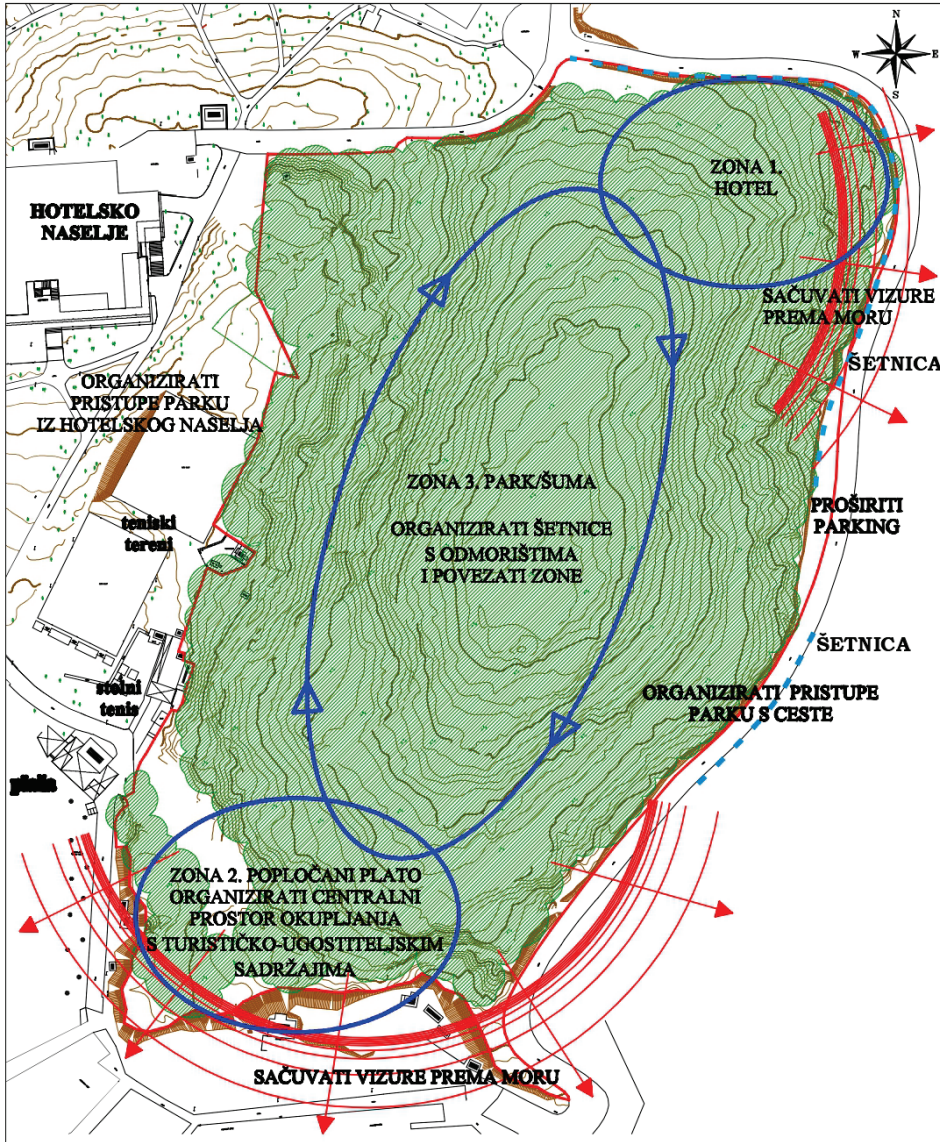 N
W E
S
ZONA 1.
HOTEL
HOTELSKO
NASELJE
SAČUVATI VIZURE
PREMA MORU
ŠETNICA
ORGANIZIRATI
PRISTUPE PARKU
IZ HOTELSKOG NASELJA
ZONA 3. PARK/ŠUMA
ORGANIZIRATI ŠETNICE
S ODMORIŠTIMA
I POVEZATI ZONE
PROŠIRITI
PARKING
teniski
tereni
ŠETNICA
stolni
tenis
ORGANIZIRATI PRISTUPE
PARKU S CESTE
plaža
ZONA 2. POPLOČANI PLATO
ORGANIZIRATI CENTRALNI
PROSTOR OKUPLJANJA
S TURISTIČKO-UGOSTITELJSKIM
SADRŽAJIMA
SAČUVATI VIZURE PREMA MORU